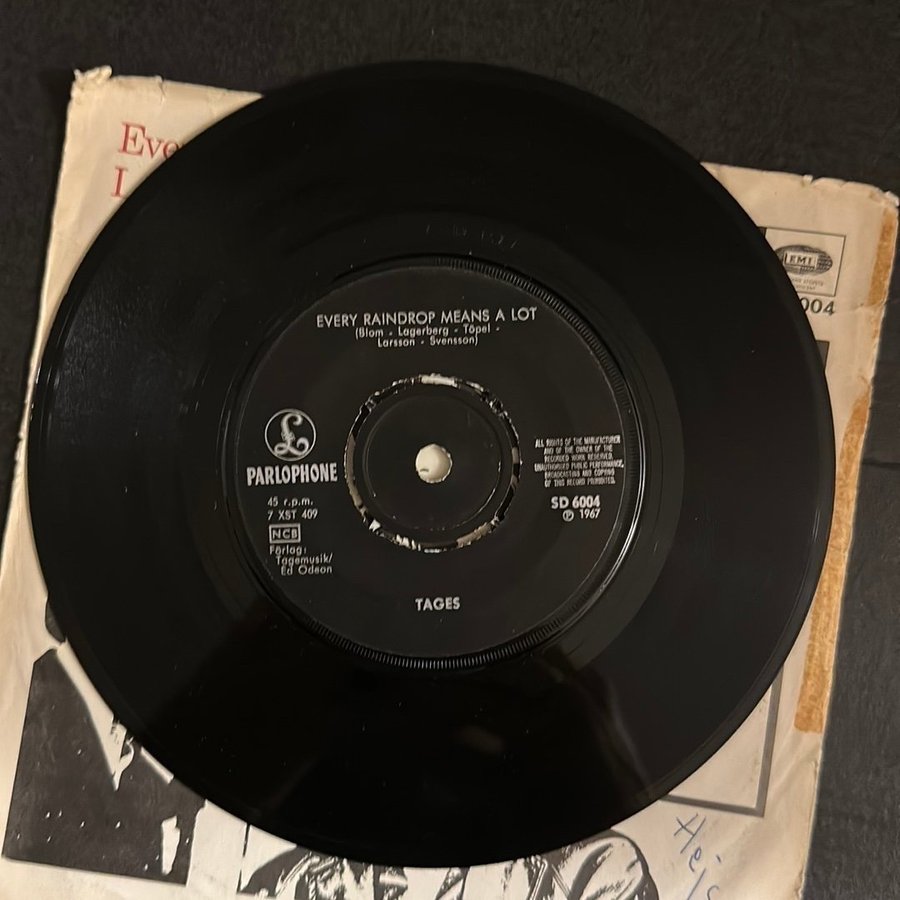 Eve
I
EMI
004
EVERY RAINDROP MEANS A LOT
(Blom - Lagerberg - Töpel -
Larsson - Svensson)
£
PARLOPHONE
45 r.p.m.
7 XST 409
NCB
Förlag:
Tagemusik/
Ed Odeon
ALL RIGHTS OF THE MANUFACTURER
AND OF THE OWNER OF THE
RECORDED WORK RESERVED.
UNAUTHORISED PUBLIC PERFORMANCE,
BROADCASTING AND COPYING
OF THIS RECORD PROHIBITED.
SD 6004
℗ 1967
TAGES